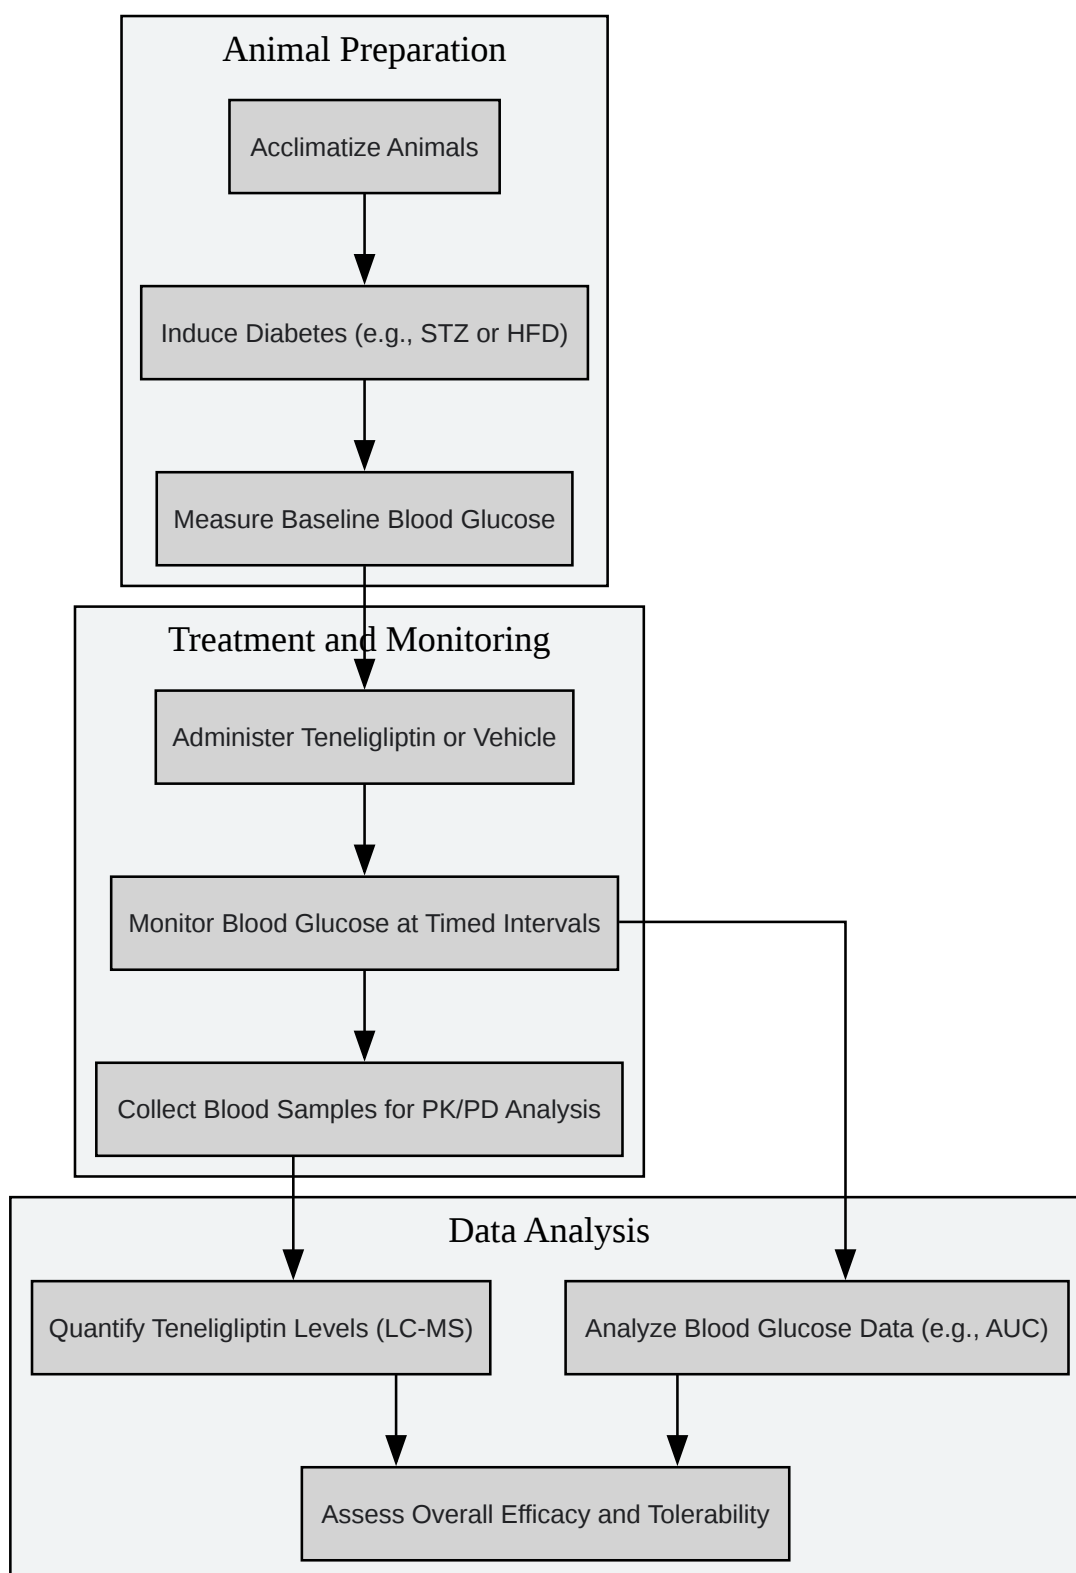 Animal Preparation
Acclimatize Animals
Induce Diabetes (e.g., STZ or HFD)
Measure Baseline Blood Glucose
Treatment and Monitoring
Administer Teneligliptin or Vehicle
Monitor Blood Glucose at Timed Intervals
Collect Blood Samples for PK/PD Analysis
Data Analysis
Quantify Teneligliptin Levels (LC-MS)
Analyze Blood Glucose Data (e.g., AUC)
Assess Overall Efficacy and Tolerability